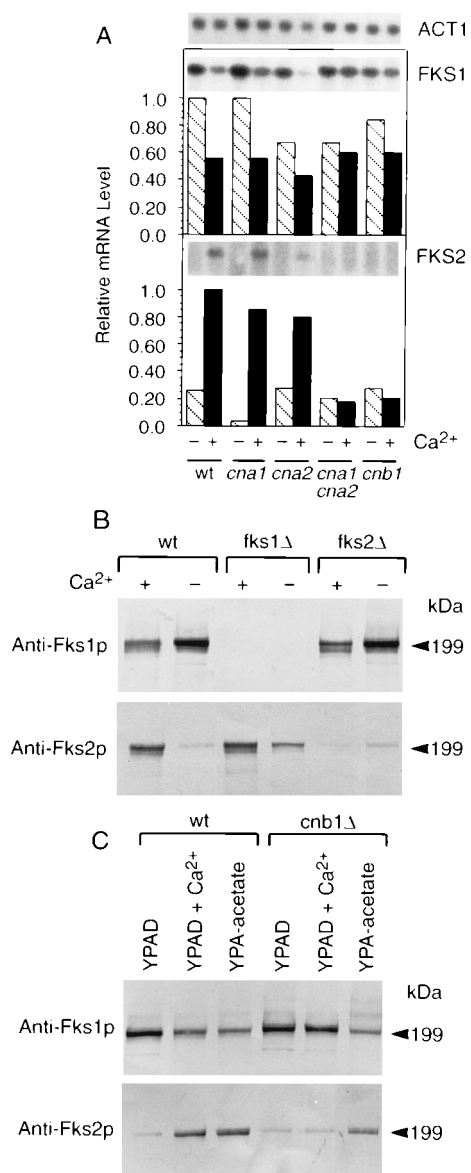 A
ACT1
FKS1
Relative mRNA Level
1.0
0.80
0.60
0.40
0.20
0.0
FKS2
1.0
0.80
0.60
0.40
0.20
0.0
− + − + − + − + − + Ca²⁺
wt cna1 cna2 cna1 cnb1
cna2
B
wt fks1Δ fks2Δ
Ca²⁺ + − + − + −
kDa
Anti-Fks1p 199
Anti-Fks2p 199
C
wt cnb1Δ
YPAD YPAD + Ca²⁺ YPA-acetate YPAD YPAD + Ca²⁺ YPA-acetate
kDa
Anti-Fks1p 199
Anti-Fks2p 199